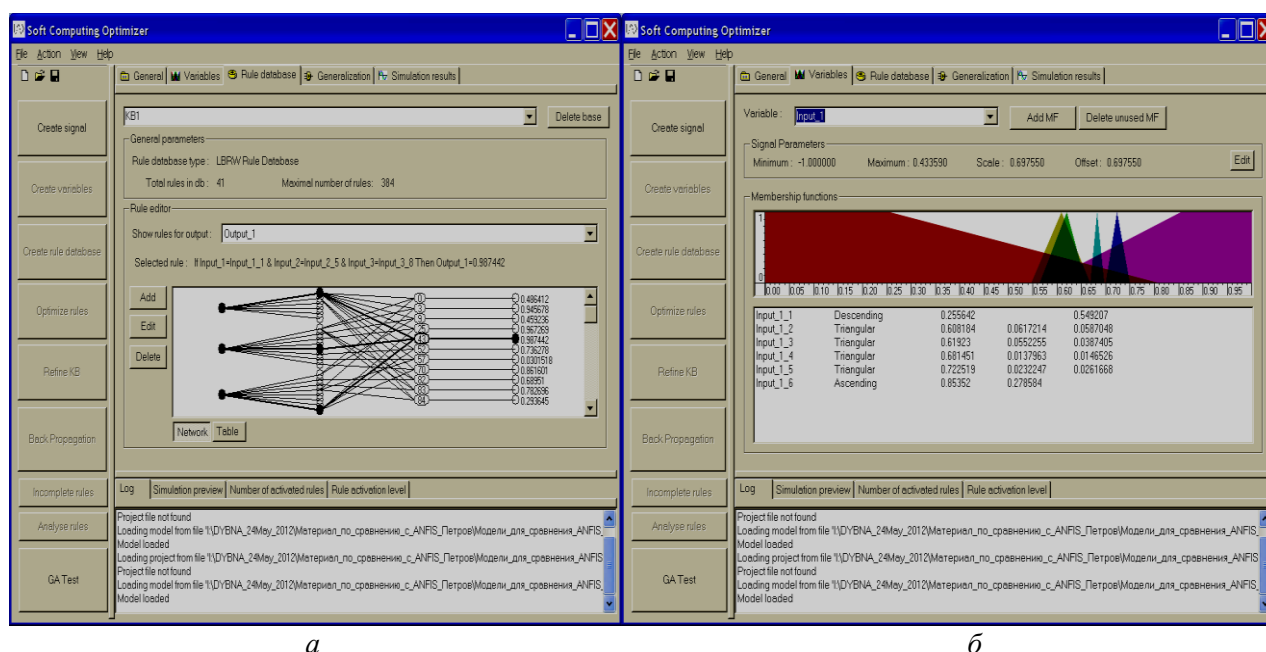 Soft Computing Optimizer
File Action View Help
General Variables Rule database Generalization Simulation results
Create signal
Create variables
Create rule database
Optimize rules
Refine KB
Back Propagation
Incomplete rules
Analyse rules
GA Test
KB1
Delete base
General parameters
Rule database type : LBRW Rule Database
Total rules in db : 41 Maximal number of rules: 384
Rule editor
Show rules for output: Output_1
Selected rule : If Input_1=Input_1_1 & Input_2=Input_2_5 & Input_3=Input_3_8 Then Output_1=0.987442
Add
Edit
Delete
0 0.486412
0.945678
9 0.459236
25 0.967269
43 0.987442
52 0.736278
57 0.0301518
70 0.861601
82 0.68951
83 0.782696
84 0.293645
Network Table
Log Simulation preview Number of activated rules Rule activation level
Project file not found
Loading model from file 'I:\DYBNA_24May_2012\Материал_по_сравнению_с_ANFIS_Петров\Модели_для_сравнения_ANFIS_
Model loaded
Loading project from file 'I:\DYBNA_24May_2012\Материал_по_сравнению_с_ANFIS_Петров\Модели_для_сравнения_ANFIS
Project file not found
Loading model from file 'I:\DYBNA_24May_2012\Материал_по_сравнению_с_ANFIS_Петров\Модели_для_сравнения_ANFIS_
Model loaded
а
Soft Computing Optimizer
File Action View Help
General Variables Rule database Generalization Simulation results
Create signal
Create variables
Create rule database
Optimize rules
Refine KB
Back Propagation
Incomplete rules
Analyse rules
GA Test
Variable : Input_1 Add MF Delete unused MF
Signal Parameters
Minimum : -1.000000 Maximum : 0.433590 Scale : 0.697550 Offset : 0.697550 Edit
Membership functions
1
0
0.00 0.05 0.10 0.15 0.20 0.25 0.30 0.35 0.40 0.45 0.50 0.55 0.60 0.65 0.70 0.75 0.80 0.85 0.90 0.95
Input_1_1 Descending 0.255642 0.549207
Input_1_2 Triangular 0.608184 0.0617214 0.0587048
Input_1_3 Triangular 0.61923 0.0552255 0.0387405
Input_1_4 Triangular 0.681451 0.0137963 0.0146526
Input_1_5 Triangular 0.722519 0.0232247 0.0261668
Input_1_6 Ascending 0.85352 0.278584
Log Simulation preview Number of activated rules Rule activation level
Project file not found
Loading model from file 'I:\DYBNA_24May_2012\Материал_по_сравнению_с_ANFIS_Петров\Модели_для_сравнения_ANFIS_
Model loaded
Loading project from file 'I:\DYBNA_24May_2012\Материал_по_сравнению_с_ANFIS_Петров\Модели_для_сравнения_ANFIS
Project file not found
Loading model from file 'I:\DYBNA_24May_2012\Материал_по_сравнению_с_ANFIS_Петров\Модели_для_сравнения_ANFIS_
Model loaded
б